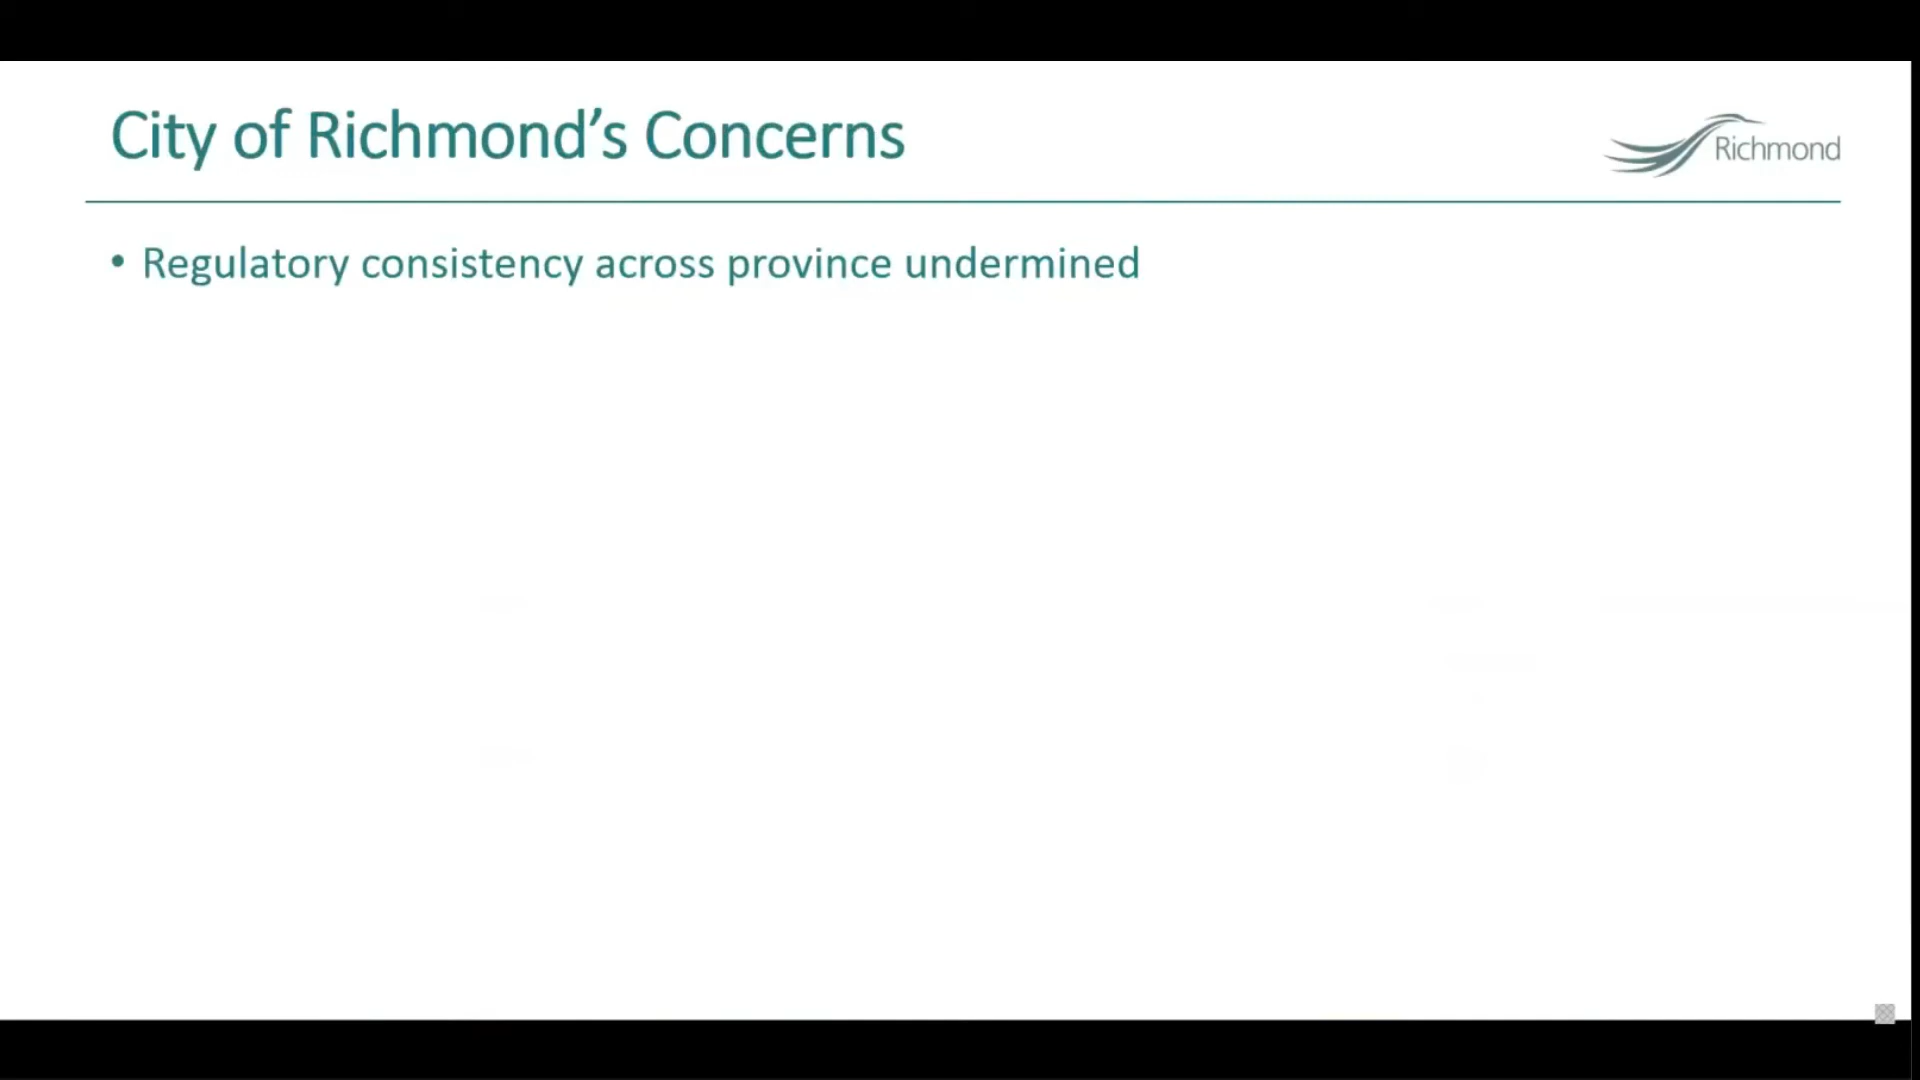 City of Richmond’s Concerns
Richmond
• Regulatory consistency across province undermined